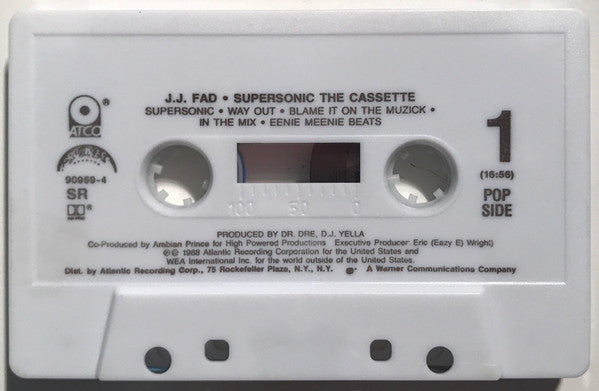 J.J. FAD • SUPERSONIC THE CASSETTE
SUPERSONIC • WAY OUT • BLAME IT ON THE MUZICK •
IN THE MIX • EENIE MEENIE BEATS
®
ATCO
90959-4
SR
1
(16:56)
POP
SIDE
100 50 0
PRODUCED BY DR. DRE, D.J. YELLA
Co-Produced by Arabian Prince for High Powered Productions Executive Producer: Eric (Eazy E) Wright)
℗© 1988 Atlantic Recording Corporation for the United States and
WEA International Inc. for the world outside of the United States.
Dist. by Atlantic Recording Corp., 75 Rockefeller Plaza, N.Y., N.Y. A Warner Communications Company